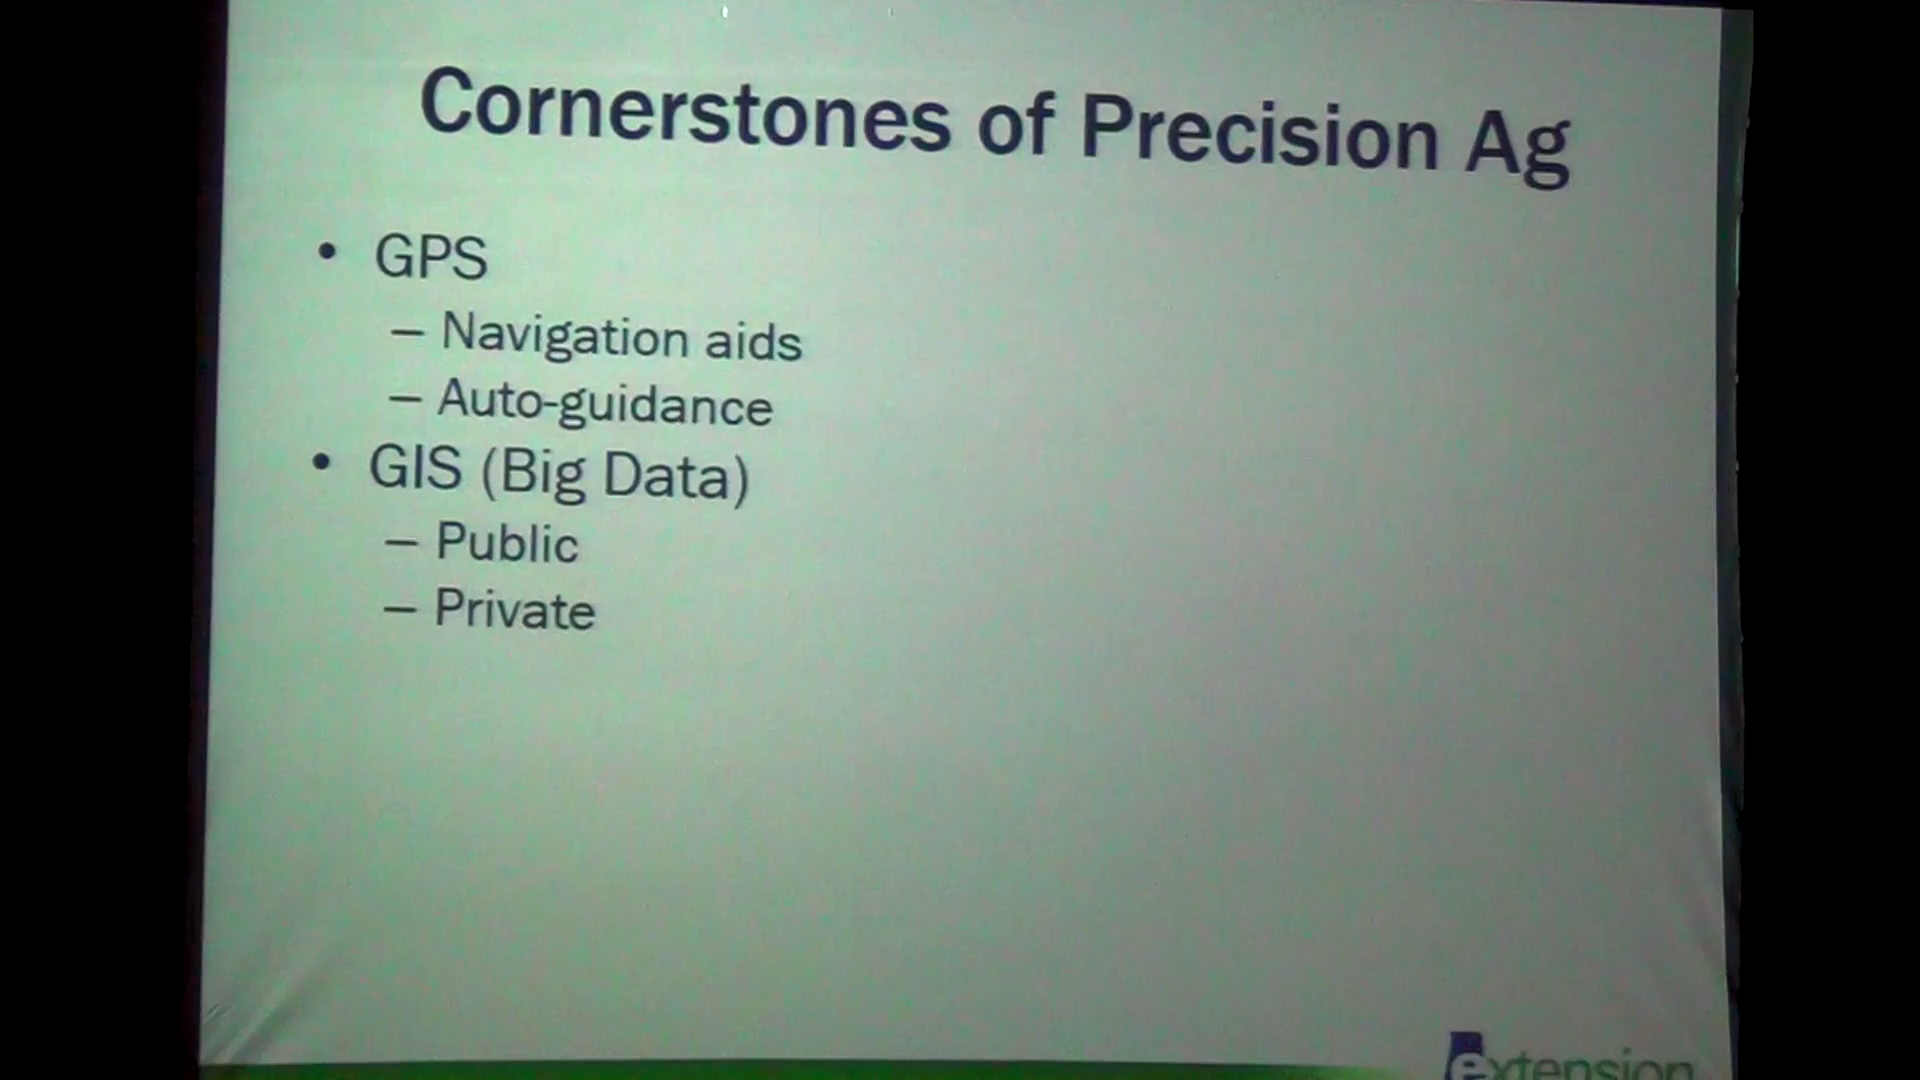 Cornerstones of Precision Ag
• GPS
– Navigation aids
– Auto-guidance
• GIS (Big Data)
– Public
– Private
extension